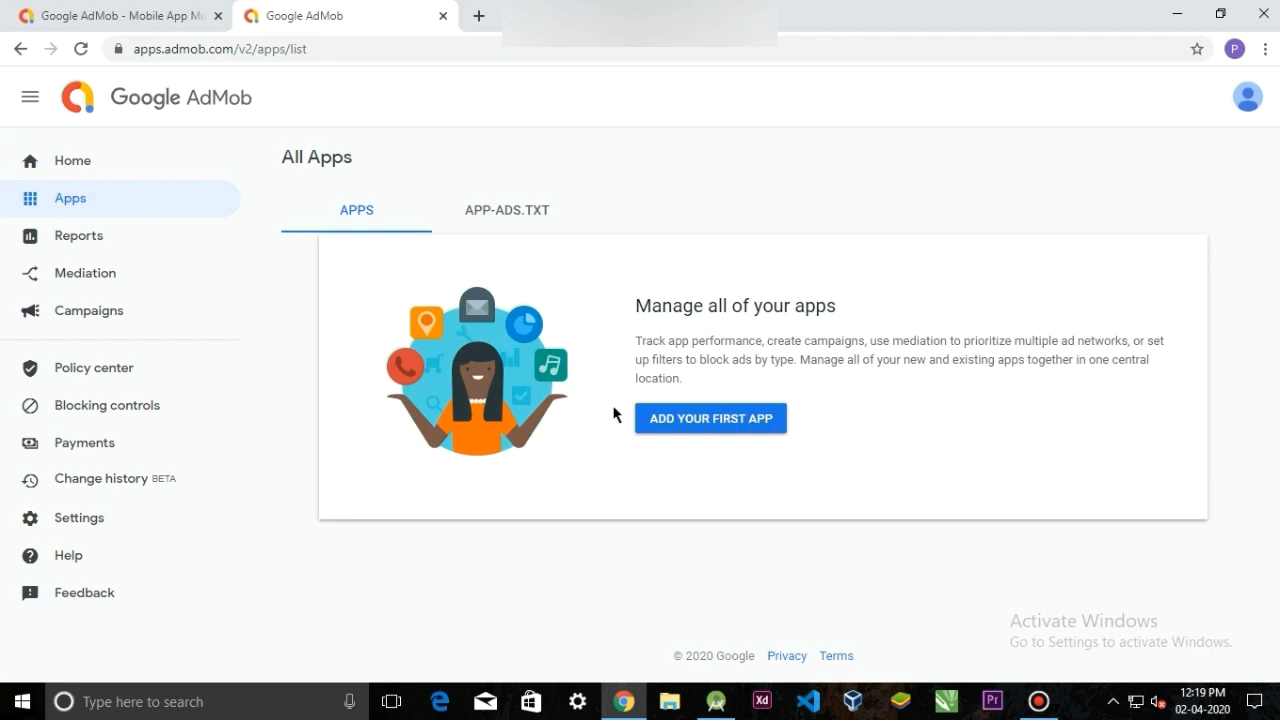 Google AdMob - Mobile App Mo
Google AdMob
apps.admob.com/v2/apps/list
P
Google AdMob
Home
Apps
Reports
Mediation
Campaigns
Policy center
Blocking controls
Payments
Change history BETA
Settings
Help
Feedback
All Apps
APPS
APP-ADS.TXT
Manage all of your apps
Track app performance, create campaigns, use mediation to prioritize multiple ad networks, or set
up filters to block ads by type. Manage all of your new and existing apps together in one central
location.
ADD YOUR FIRST APP
Activate Windows
Go to Settings to activate Windows.
© 2020 Google Privacy Terms
Type here to search
Xd
Pr
12:19 PM
02-04-2020